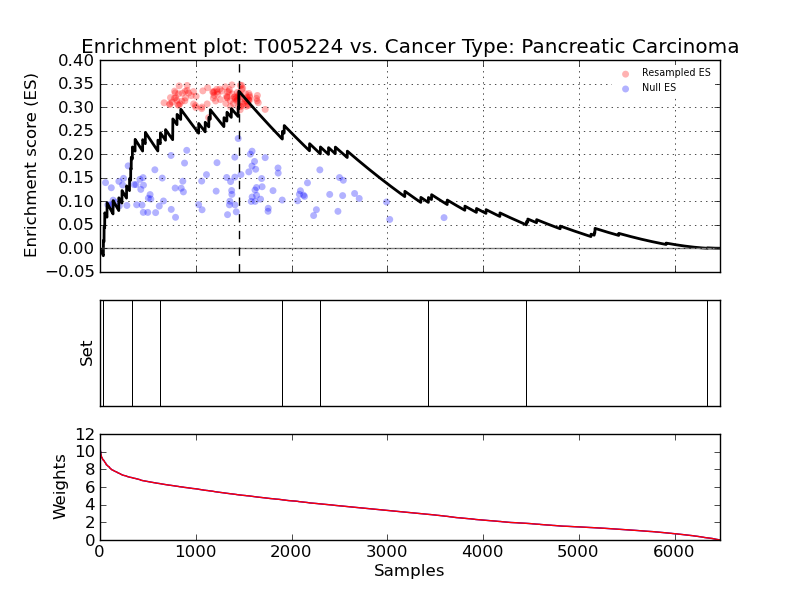 Enrichment plot: T005224 vs. Cancer Type: Pancreatic Carcinoma
0.40
0.35
0.30
0.25
0.20
0.15
0.10
0.05
0.00
−0.05
Enrichment score (ES)
Resampled ES
Null ES
Set
12
10
8
6
4
2
0
Weights
0 1000 2000 3000 4000 5000 6000
Samples